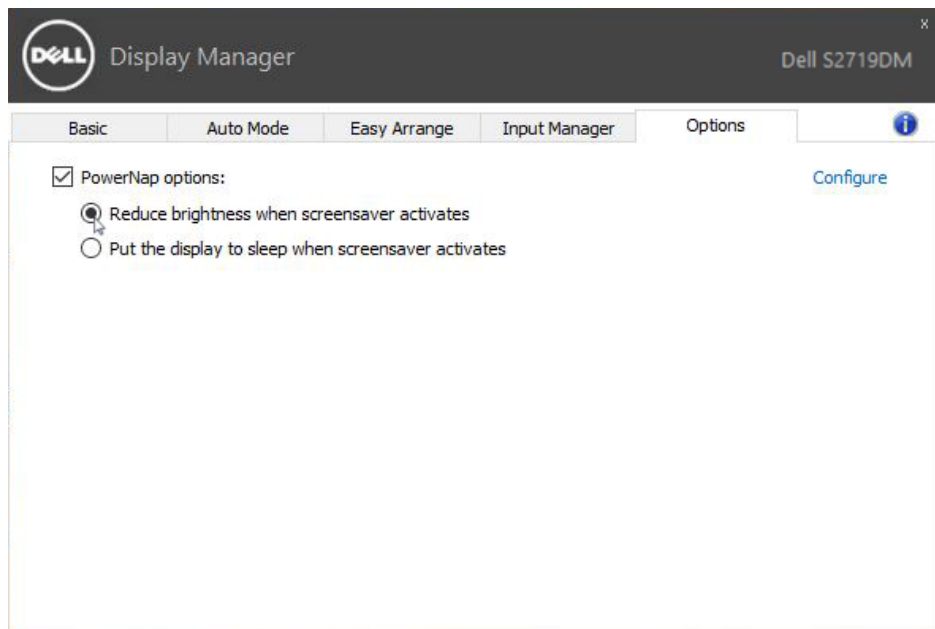 x
DELL Display Manager
Dell S2719DM
Basic Auto Mode Easy Arrange Input Manager Options i
PowerNap options: Configure
Reduce brightness when screensaver activates
Put the display to sleep when screensaver activates